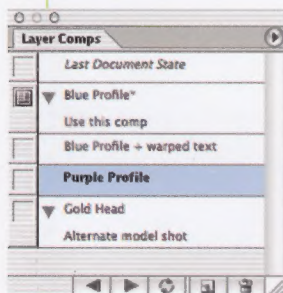 Layer Comps
Last Document State
Blue Profile*
Use this comp
Blue Profile + warped text
Purple Profile
Gold Head
Alternate model shot